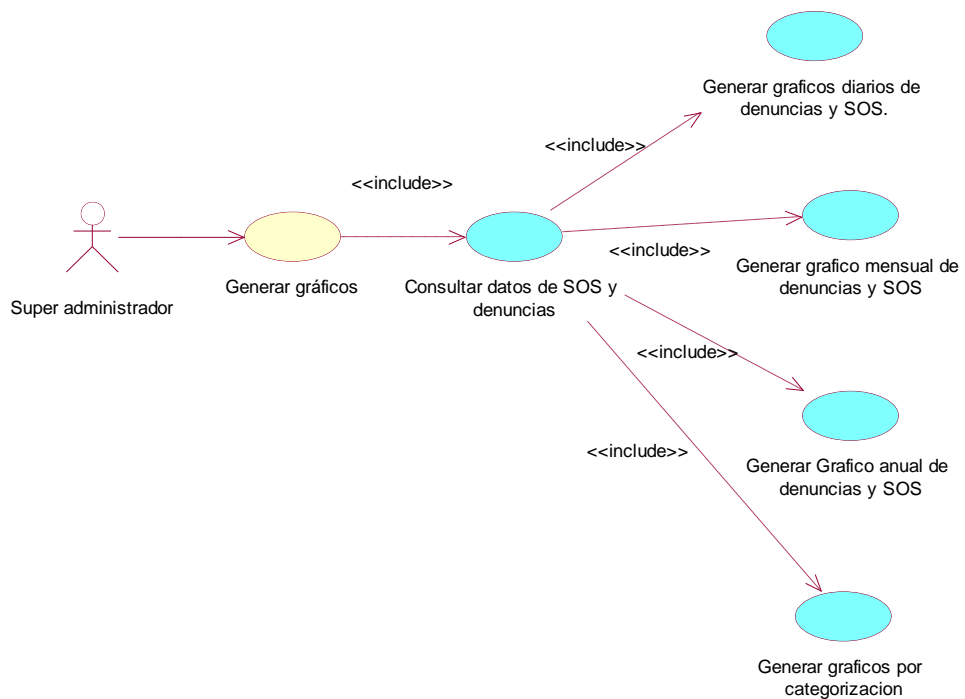 Generar graficos diarios de
denuncias y SOS.
<<include>>
<<include>>
Super administrador
Generar gráficos
Consultar datos de SOS y
denuncias
<<include>>
Generar grafico mensual de
denuncias y SOS
<<include>>
Generar Grafico anual de
denuncias y SOS
<<include>>
Generar graficos por
categorizacion